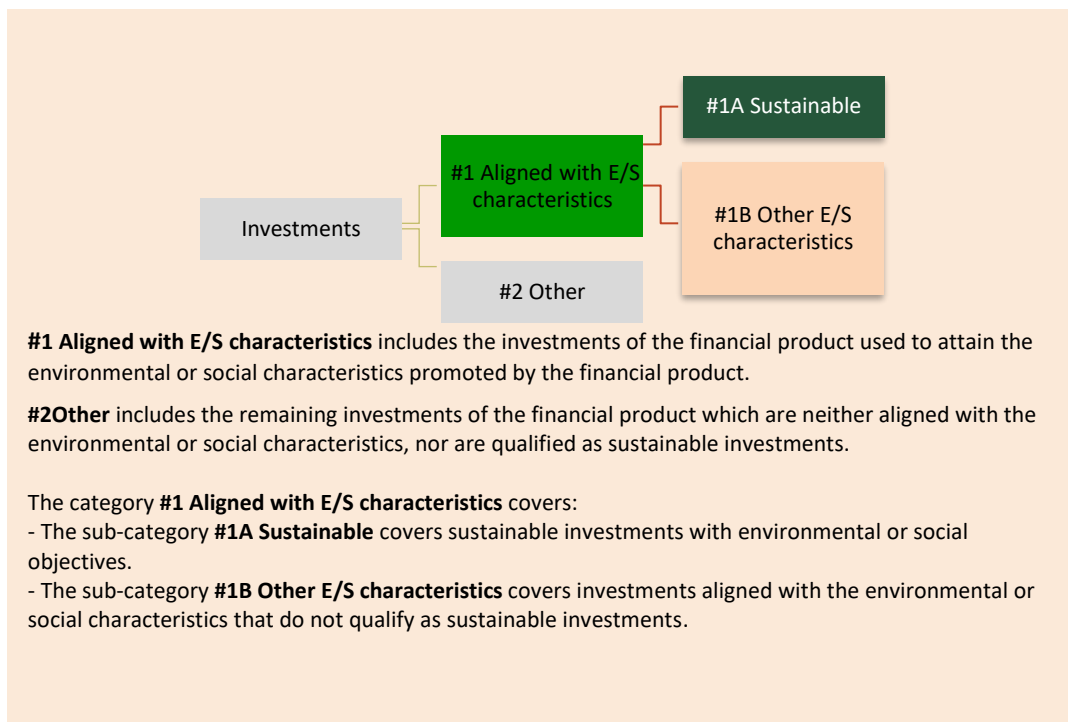 #1A Sustainable
#1 Aligned with E/S
characteristics
#1B Other E/S
characteristics
Investments
#2 Other
#1 Aligned with E/S characteristics includes the investments of the financial product used to attain the
environmental or social characteristics promoted by the financial product.
#2Other includes the remaining investments of the financial product which are neither aligned with the
environmental or social characteristics, nor are qualified as sustainable investments.
The category #1 Aligned with E/S characteristics covers:
- The sub-category #1A Sustainable covers sustainable investments with environmental or social
objectives.
- The sub-category #1B Other E/S characteristics covers investments aligned with the environmental or
social characteristics that do not qualify as sustainable investments.